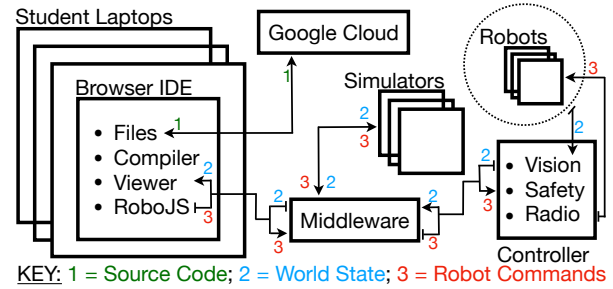 Student Laptops
Browser IDE
• Files
• Compiler
• Viewer
• RoboJS
1
2
3
Google Cloud
1
Simulators
2
3
3
2
2
3
Middleware
2
3
Robots
3
2
2
3
• Vision
• Safety
• Radio
Controller
KEY: 1 = Source Code; 2 = World State; 3 = Robot Commands